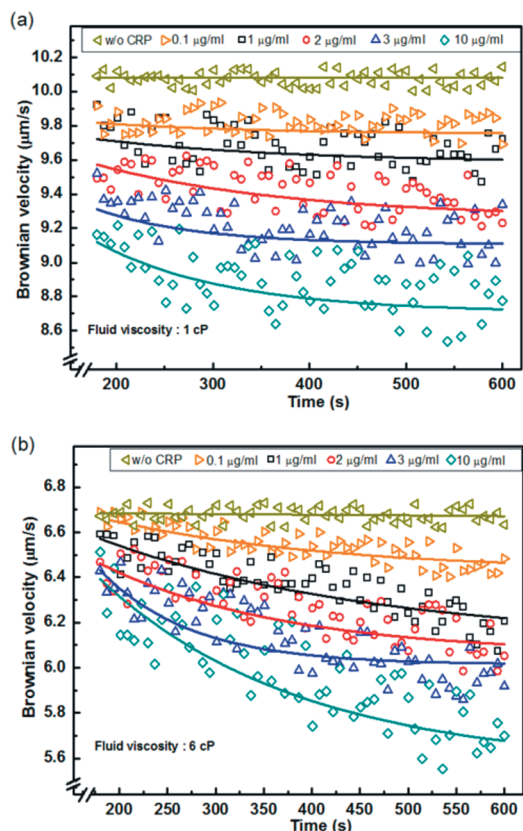 (a)
w/o CRP 0.1 μg/ml 1 μg/ml 2 μg/ml 3 μg/ml 10 μg/ml
10.2
10.0
9.8
9.6
9.4
9.2
9.0
8.8
8.6
Brownian velocity (μm/s)
Fluid viscosity : 1 cP
200 300 400 500 600
Time (s)
(b)
w/o CRP 0.1 μg/ml 1 μg/ml 2 μg/ml 3 μg/ml 10 μg/ml
6.8
6.6
6.4
6.2
6.0
5.8
5.6
Brownian velocity (μm/s)
Fluid viscosity : 6 cP
200 250 300 350 400 450 500 550 600
Time (s)